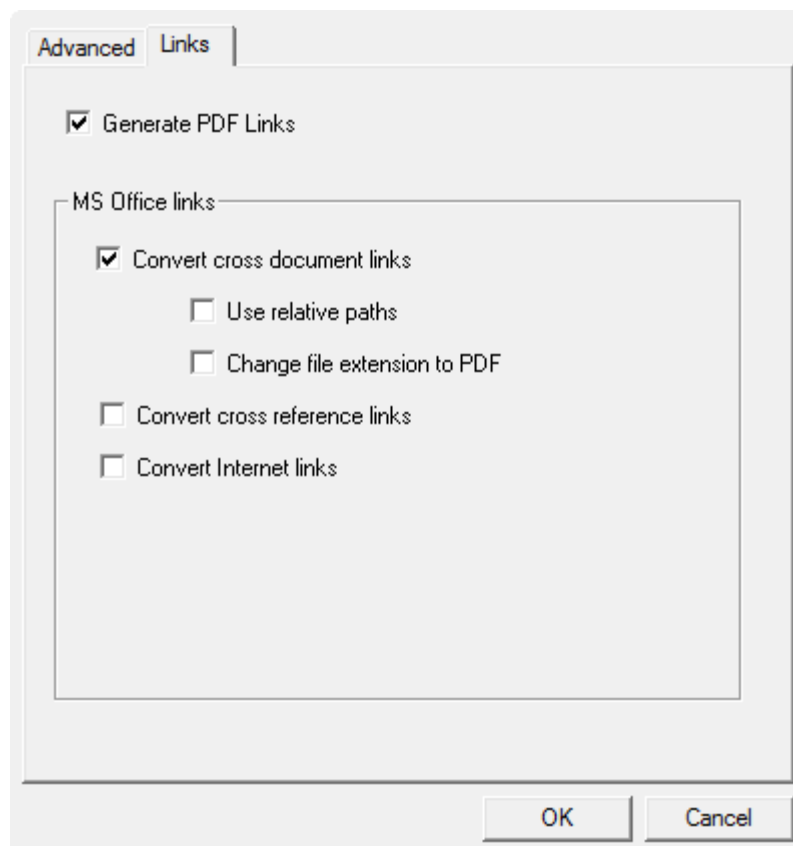 Advanced Links
Generate PDF Links
MS Office links
Convert cross document links
Use relative paths
Change file extension to PDF
Convert cross reference links
Convert Internet links
OK Cancel